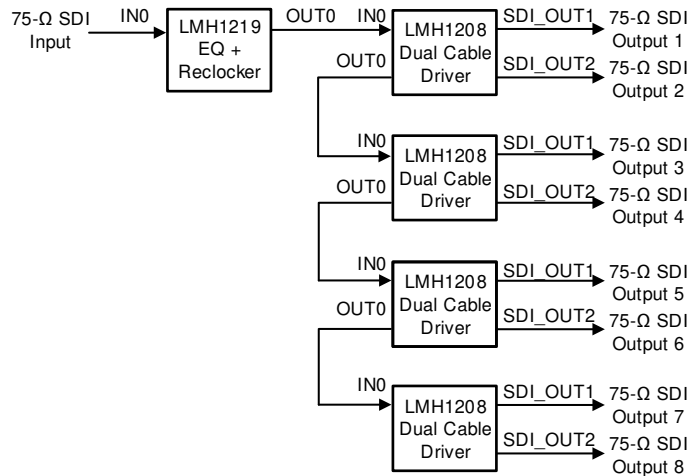 75-Ω SDI
Input
IN0
LMH1219
EQ +
Reclocker
OUT0
IN0
LMH1208
Dual Cable
Driver
SDI_OUT1
75-Ω SDI
Output 1
SDI_OUT2
75-Ω SDI
Output 2
OUT0
IN0
LMH1208
Dual Cable
Driver
SDI_OUT1
75-Ω SDI
Output 3
SDI_OUT2
75-Ω SDI
Output 4
OUT0
IN0
LMH1208
Dual Cable
Driver
SDI_OUT1
75-Ω SDI
Output 5
SDI_OUT2
75-Ω SDI
Output 6
OUT0
IN0
LMH1208
Dual Cable
Driver
SDI_OUT1
75-Ω SDI
Output 7
SDI_OUT2
75-Ω SDI
Output 8